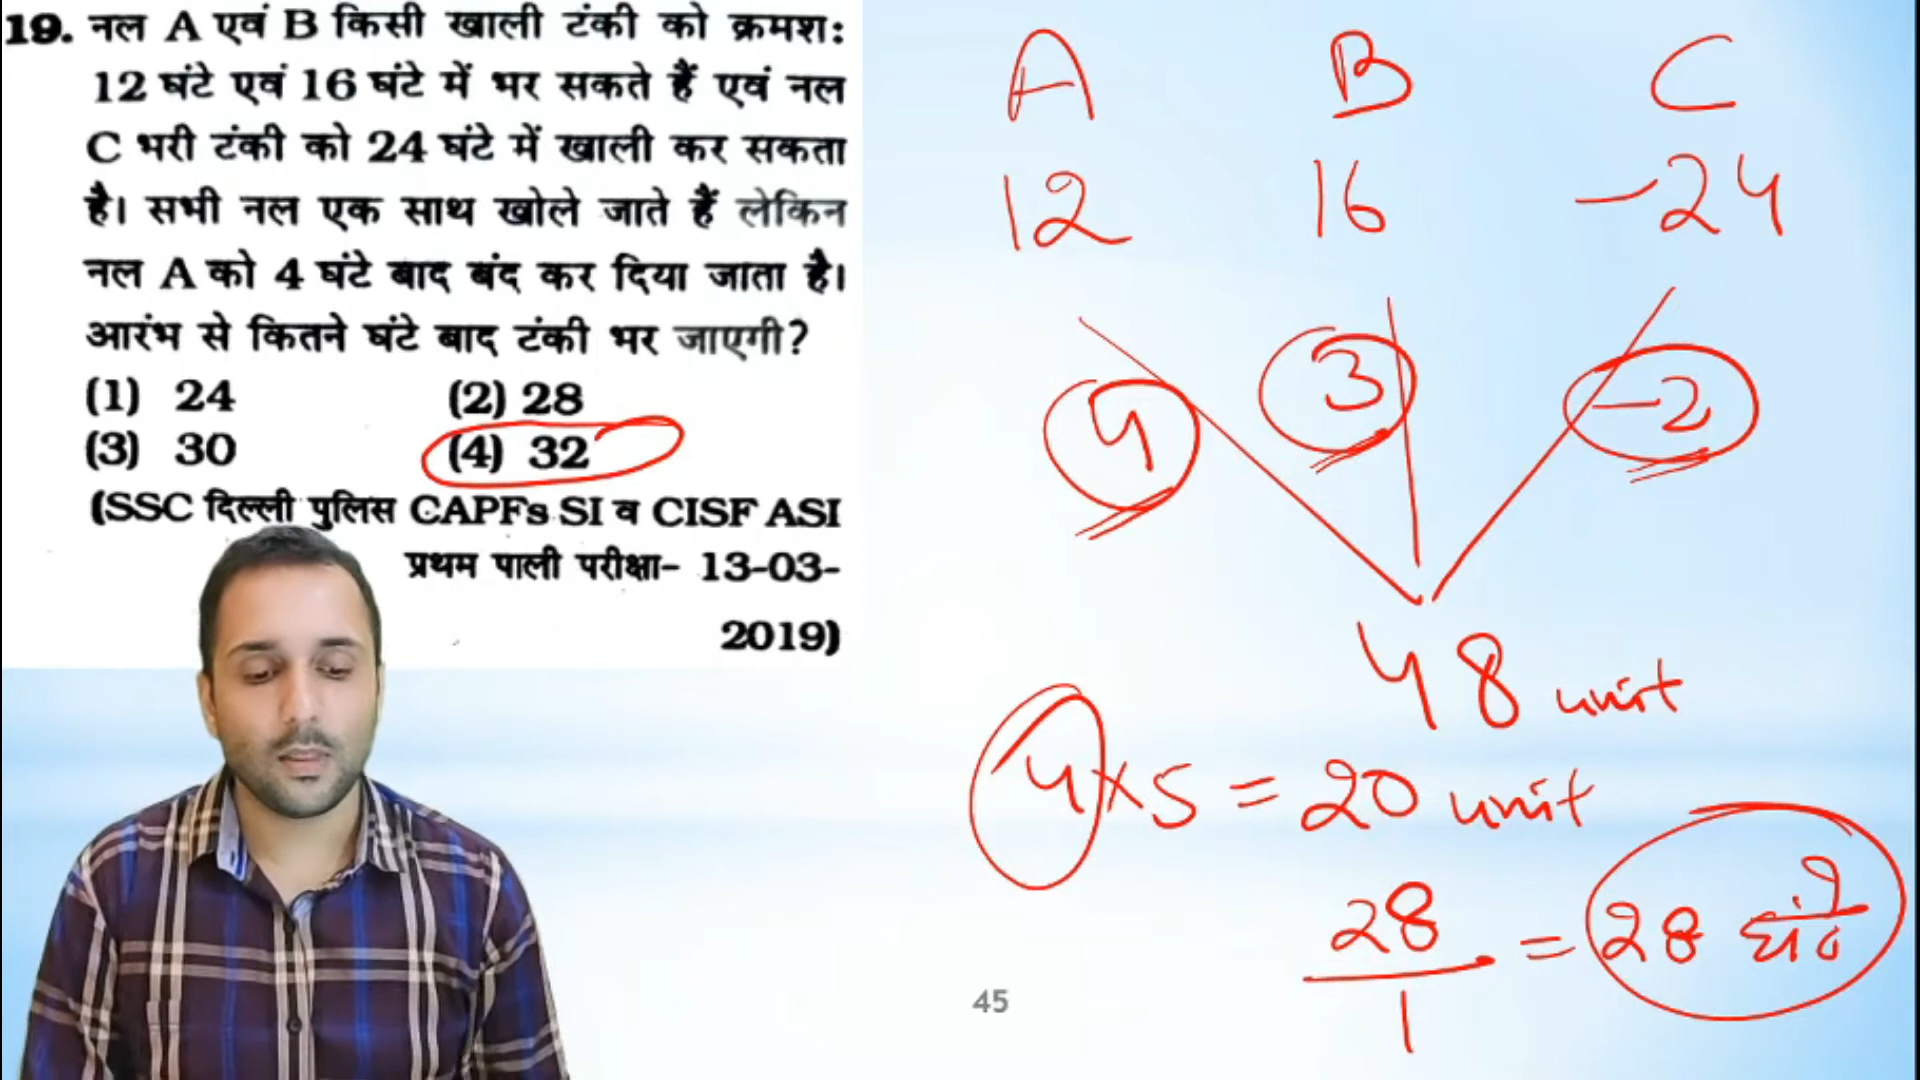 19. नल A एवं B किसी खाली टंकी को क्रमश:
12 घंटे एवं 16 घंटे में भर सकते हैं एवं नल
C भरी टंकी को 24 घंटे में खाली कर सकता
है। सभी नल एक साथ खोले जाते हैं लेकिन
नल A को 4 घंटे बाद बंद कर दिया जाता है।
आरंभ से कितने घंटे बाद टंकी भर जाएगी?
(1) 24 (2) 28
(3) 30 (4) 32
(SSC दिल्ली पुलिस CAPFs SI व CISF ASI
प्रथम पाली परीक्षा- 13-03-
2019)
A B C
12 16 -24
4 3 -2
48 unit
4×5 = 20 unit
28/1 = 28 घंटे
45